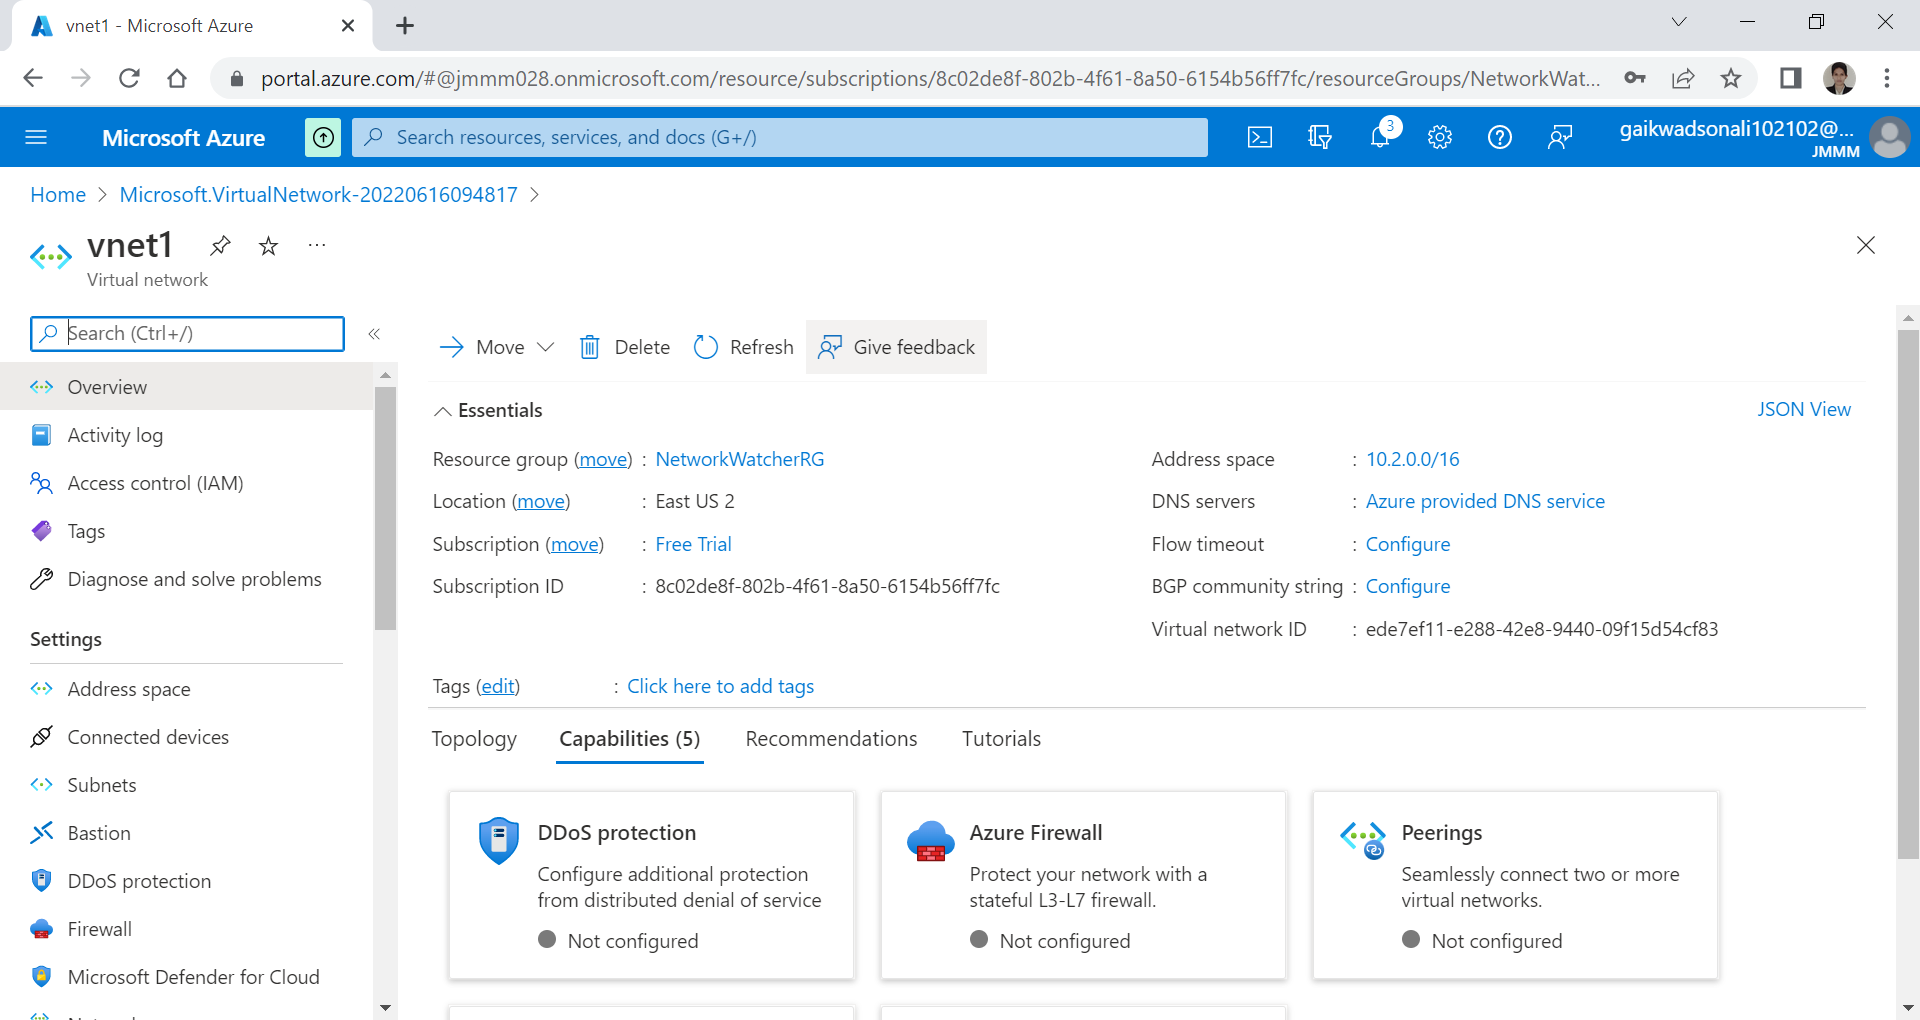 vnet1 - Microsoft Azure
portal.azure.com/#@jmmm028.onmicrosoft.com/resource/subscriptions/8c02de8f-802b-4f61-8a50-6154b56ff7fc/resourceGroups/NetworkWat...
Microsoft Azure
Search resources, services, and docs (G+/)
3
gaikwadsonali102102@...
JMMM
Home > Microsoft.VirtualNetwork-20220616094817 >
vnet1
Virtual network
Search (Ctrl+/)
«
Overview
Activity log
Access control (IAM)
Tags
Diagnose and solve problems
Settings
Address space
Connected devices
Subnets
Bastion
DDoS protection
Firewall
Microsoft Defender for Cloud
Move
Delete
Refresh
Give feedback
Essentials
JSON View
Resource group (move) : NetworkWatcherRG
Location (move) : East US 2
Subscription (move) : Free Trial
Subscription ID : 8c02de8f-802b-4f61-8a50-6154b56ff7fc
Address space : 10.2.0.0/16
DNS servers : Azure provided DNS service
Flow timeout : Configure
BGP community string : Configure
Virtual network ID : ede7ef11-e288-42e8-9440-09f15d54cf83
Tags (edit) : Click here to add tags
Topology
Capabilities (5)
Recommendations
Tutorials
DDoS protection
Configure additional protection
from distributed denial of service
Not configured
Azure Firewall
Protect your network with a
stateful L3-L7 firewall.
Not configured
Peerings
Seamlessly connect two or more
virtual networks.
Not configured